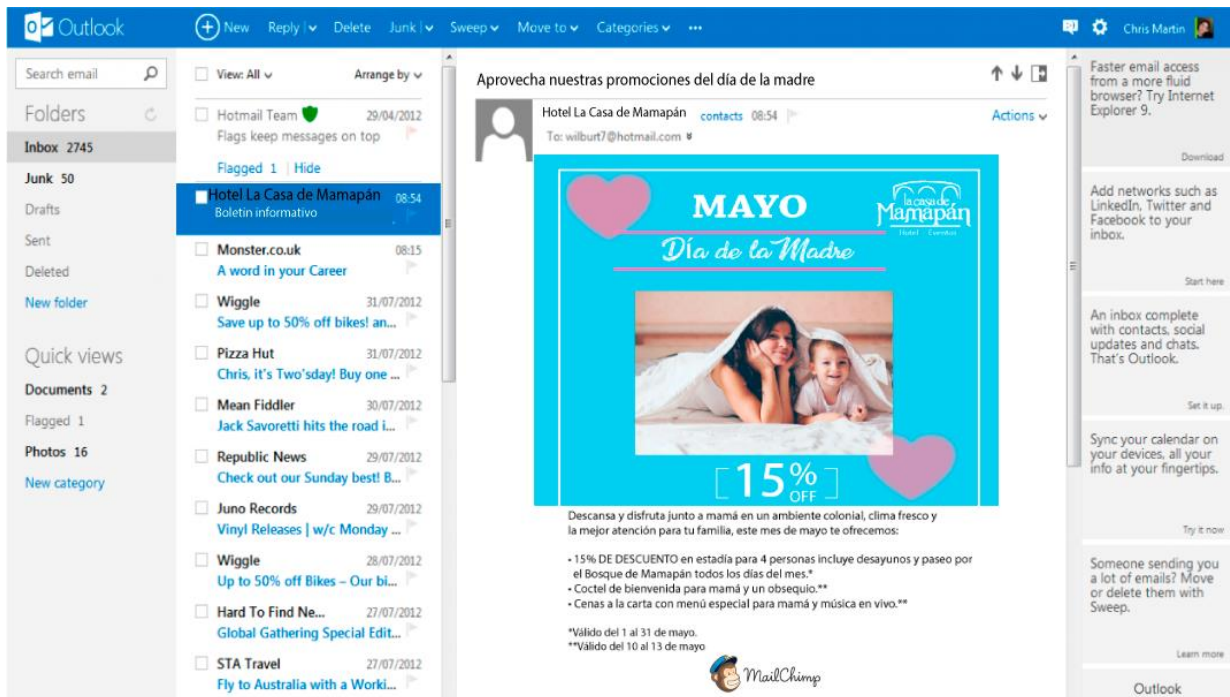 Outlook
New Reply Delete Junk Sweep Move to Categories ...
Chris Martin
Search email
Folders
Inbox 2745
Junk 50
Drafts
Sent
Deleted
New folder
Quick views
Documents 2
Flagged 1
Photos 16
New category
View: All Arrange by
Hotmail Team 29/04/2012
Flags keep messages on top
Flagged 1 | Hide
Hotel La Casa de Mamapán 08:54
Boletin informativo
Monster.co.uk 08:15
A word in your Career
Wiggle 31/07/2012
Save up to 50% off bikes! an...
Pizza Hut 31/07/2012
Chris, it's Two'sday! Buy one ...
Mean Fiddler 30/07/2012
Jack Savoretti hits the road i...
Republic News 29/07/2012
Check out our Sunday best! B...
Juno Records 29/07/2012
Vinyl Releases | w/c Monday ...
Wiggle 28/07/2012
Up to 50% off Bikes – Our bi...
Hard To Find Ne... 27/07/2012
Global Gathering Special Edit...
STA Travel 27/07/2012
Fly to Australia with a Worki...
Aprovecha nuestras promociones del día de la madre
Hotel La Casa de Mamapán contacts 08:54
Actions
To: wilburt7@hotmail.com
MAYO
Día de la Madre
la casa de
Mamapán
Hotel - Eventos
15% OFF
Descansa y disfruta junto a mamá en un ambiente colonial, clima fresco y
la mejor atención para tu familia, este mes de mayo te ofrecemos:
• 15% DE DESCUENTO en estadía para 4 personas incluye desayunos y paseo por
el Bosque de Mamapán todos los días del mes.*
• Coctel de bienvenida para mamá y un obsequio.**
• Cenas a la carta con menú especial para mamá y música en vivo.**
*Válido del 1 al 31 de mayo.
**Válido del 10 al 13 de mayo
MailChimp
Faster email access
from a more fluid
browser? Try Internet
Explorer 9.
Download
Add networks such as
LinkedIn, Twitter and
Facebook to your
inbox.
Start here
An inbox complete
with contacts, social
updates and chats.
That's Outlook.
Set it up.
Sync your calendar on
your devices, all your
info at your fingertips.
Try it now
Someone sending you
a lot of emails? Move
or delete them with
Sweep.
Learn more
Outlook